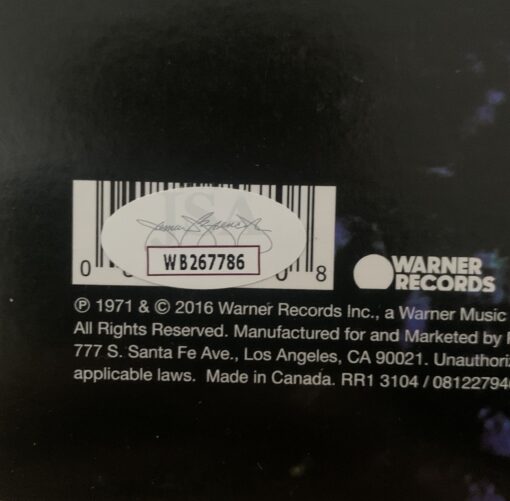 JSA
WB267786
0 8
WARNER
RECORDS
℗ 1971 & © 2016 Warner Records Inc., a Warner Music
All Rights Reserved. Manufactured for and Marketed by
777 S. Santa Fe Ave., Los Angeles, CA 90021. Unauthori
applicable laws. Made in Canada. RR1 3104 / 08122794